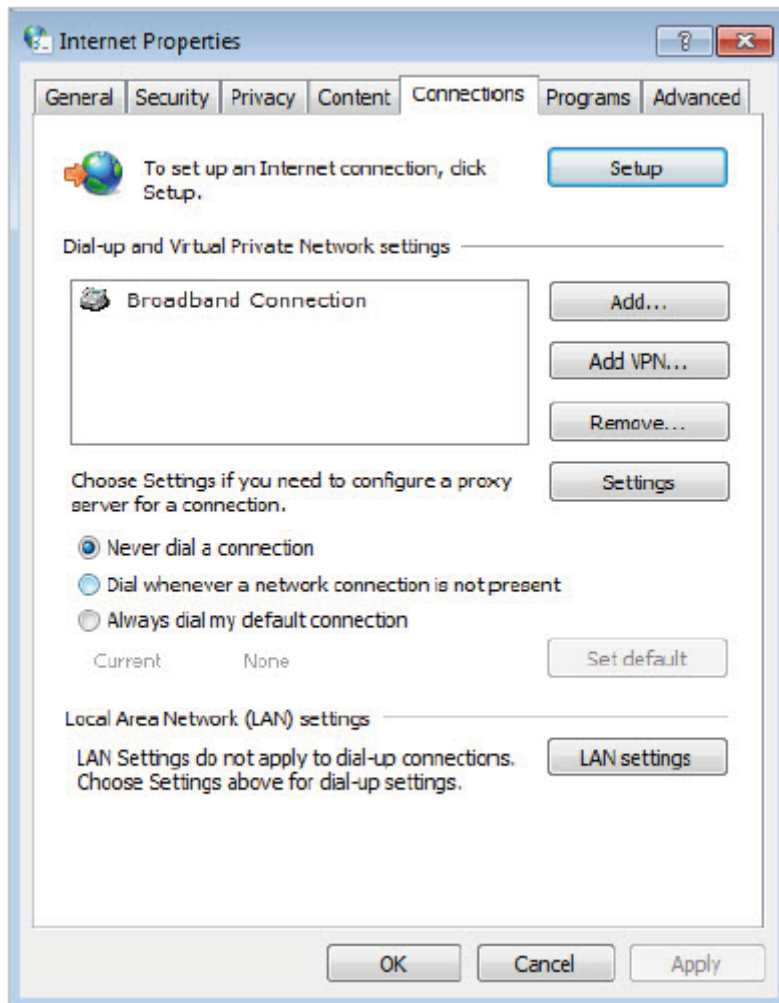 Internet Properties
General Security Privacy Content Connections Programs Advanced
To set up an Internet connection, click
Setup.
Setup
Dial-up and Virtual Private Network settings
Broadband Connection
Add...
Add VPN...
Remove...
Choose Settings if you need to configure a proxy
server for a connection.
Settings
Never dial a connection
Dial whenever a network connection is not present
Always dial my default connection
Current None
Set default
Local Area Network (LAN) settings
LAN Settings do not apply to dial-up connections.
Choose Settings above for dial-up settings.
LAN settings
OK Cancel Apply